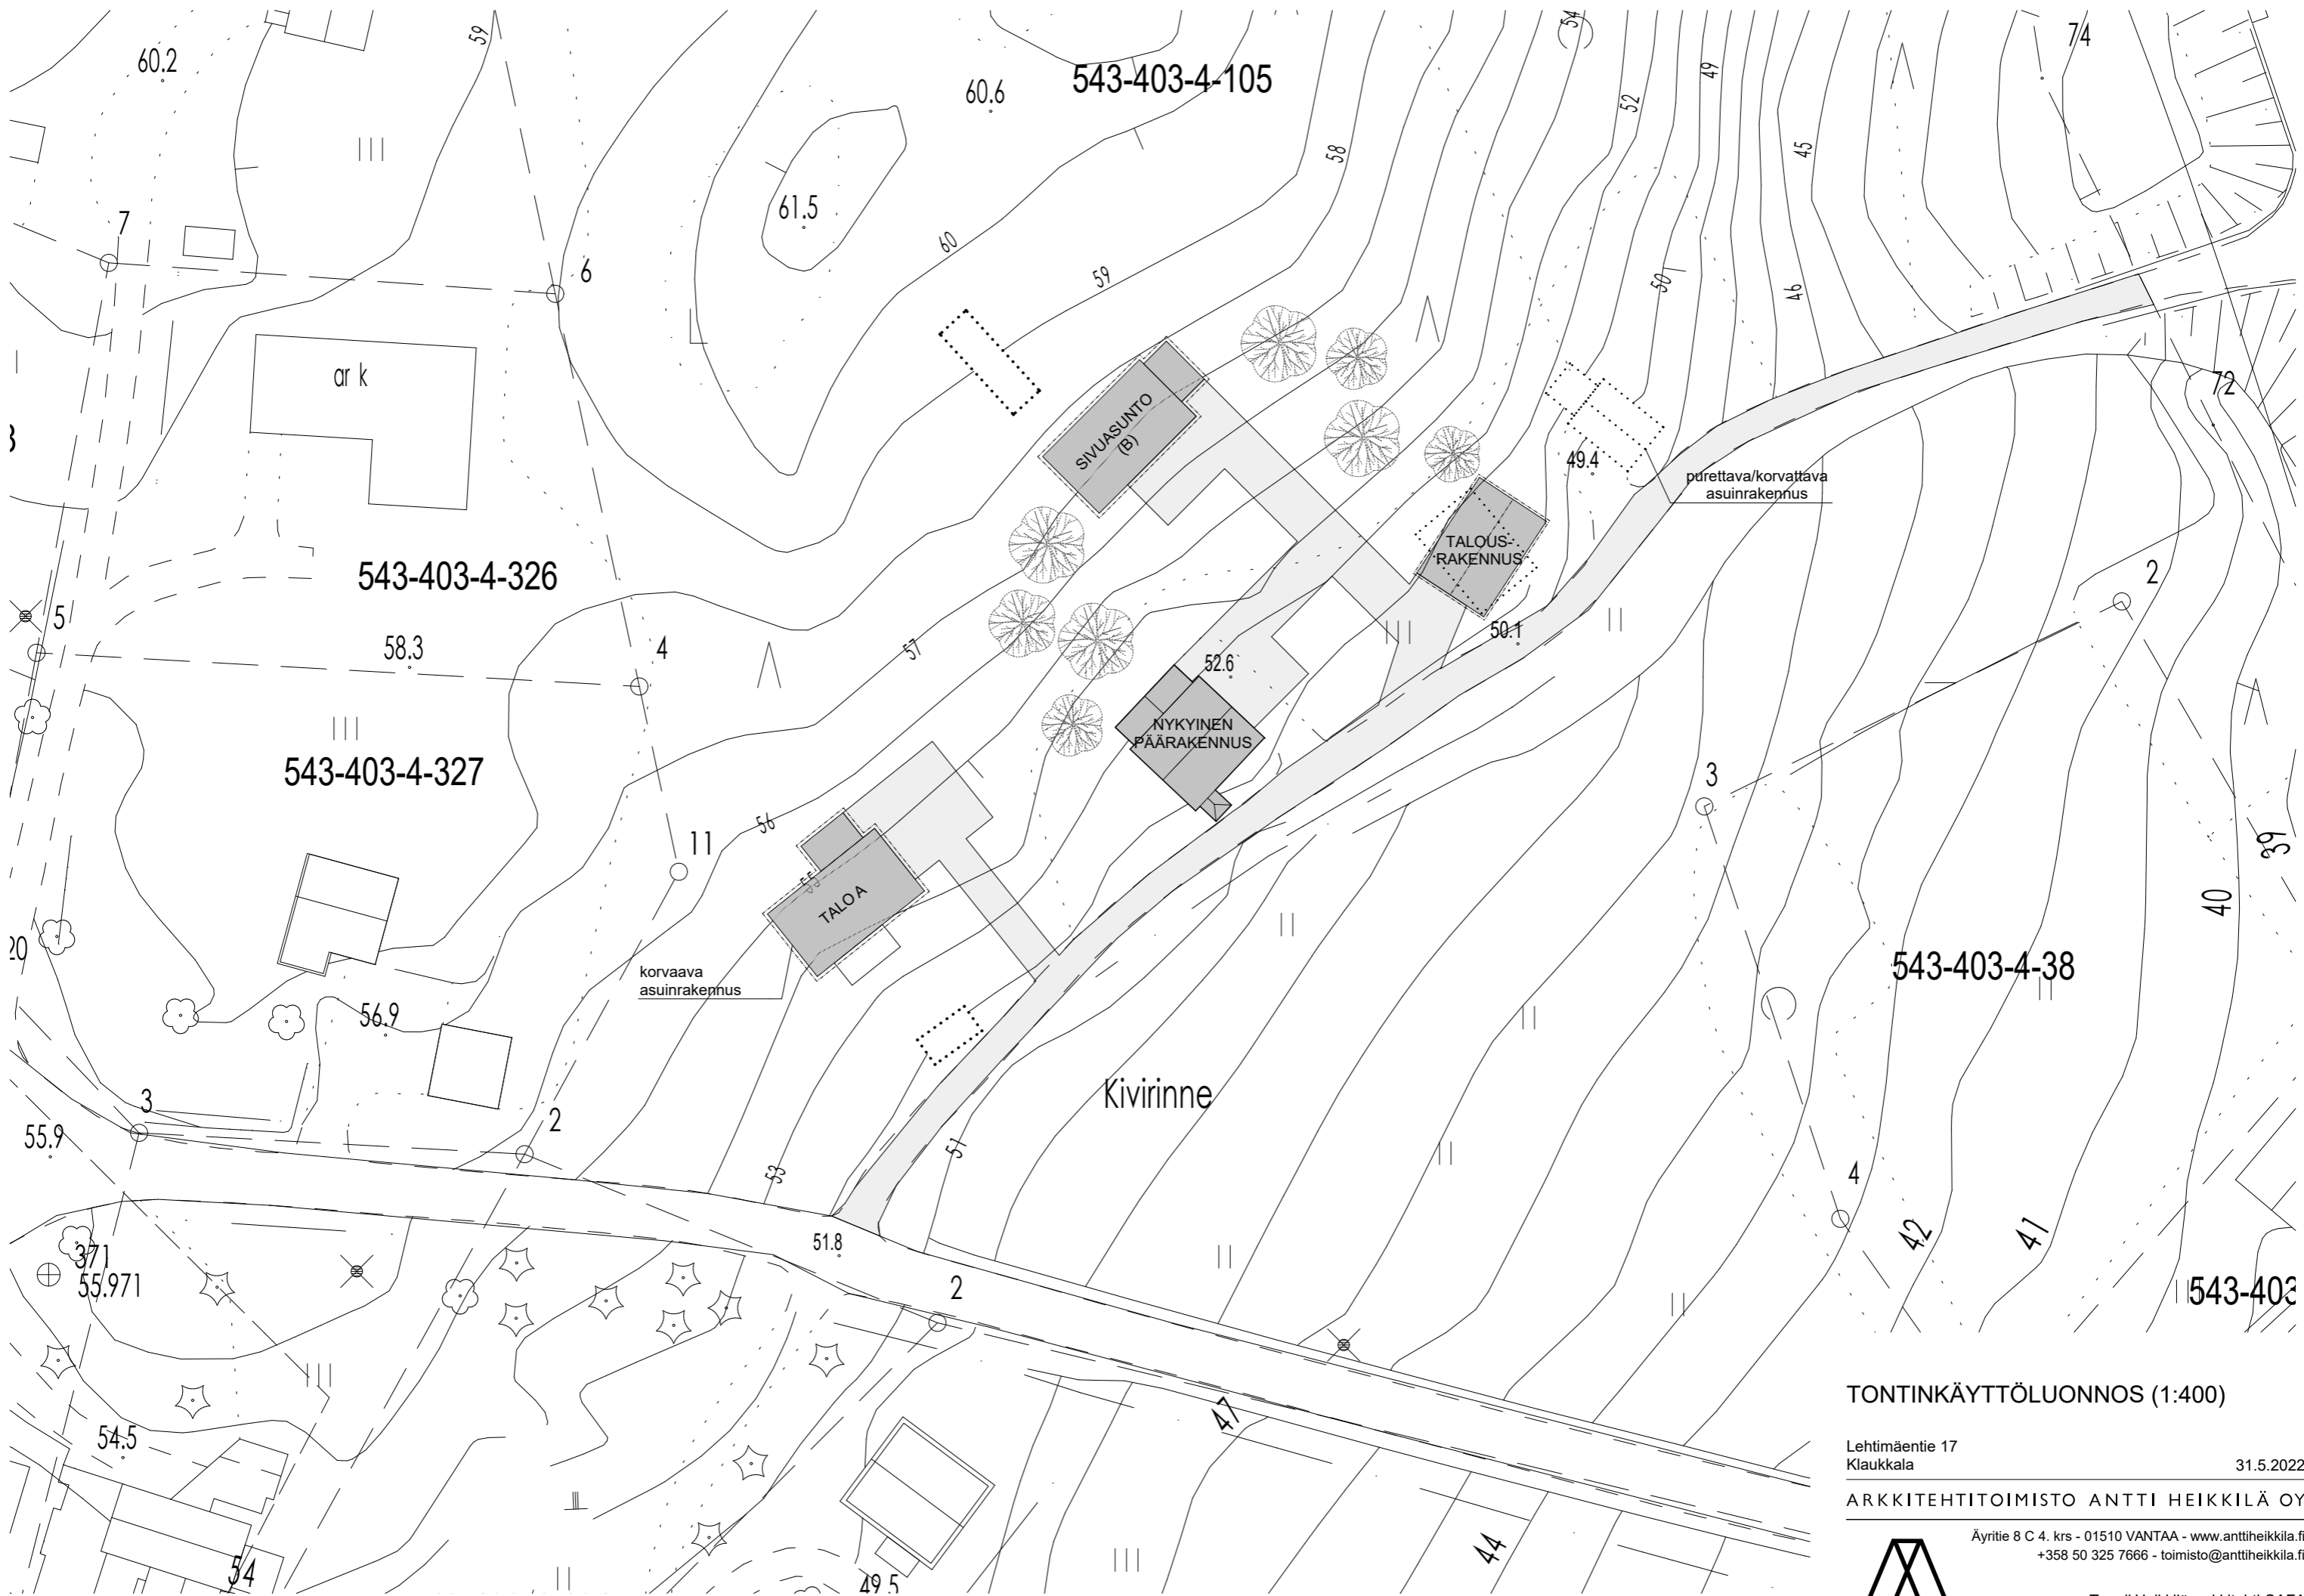 60.2
59
60.6
543-403-4-105
54
74
49
52
58
45
61.5
7
60
6
59
50
46
ar k
SIVUASUNTO
(B)
72
49.4
purettava/korvattava
asuinrakennus
TALOUS-
RAKENNUS
543-403-4-326
2
5
50.1
58.3
4
57
52.6
NYKYINEN
PÄÄRAKENNUS
543-403-4-327
3
56
11
39
55
TALO A
40
20
543-403-4-38
korvaava
asuinrakennus
56.9
Kivirinne
3
55.9
2
51
53
4
42
41
51.8
371
55.971
2
543-403
TONTINKÄYTTÖLUONNOS (1:400)
47
54.5
Lehtimäentie 17
Klaukkala
31.5.2022
ARKKITEHTITOIMISTO ANTTI HEIKKILÄ OY
Äyritie 8 C 4. krs - 01510 VANTAA - www.anttiheikkila.fi
+358 50 325 7666 - toimisto@anttiheikkila.fi
44
54
49.5